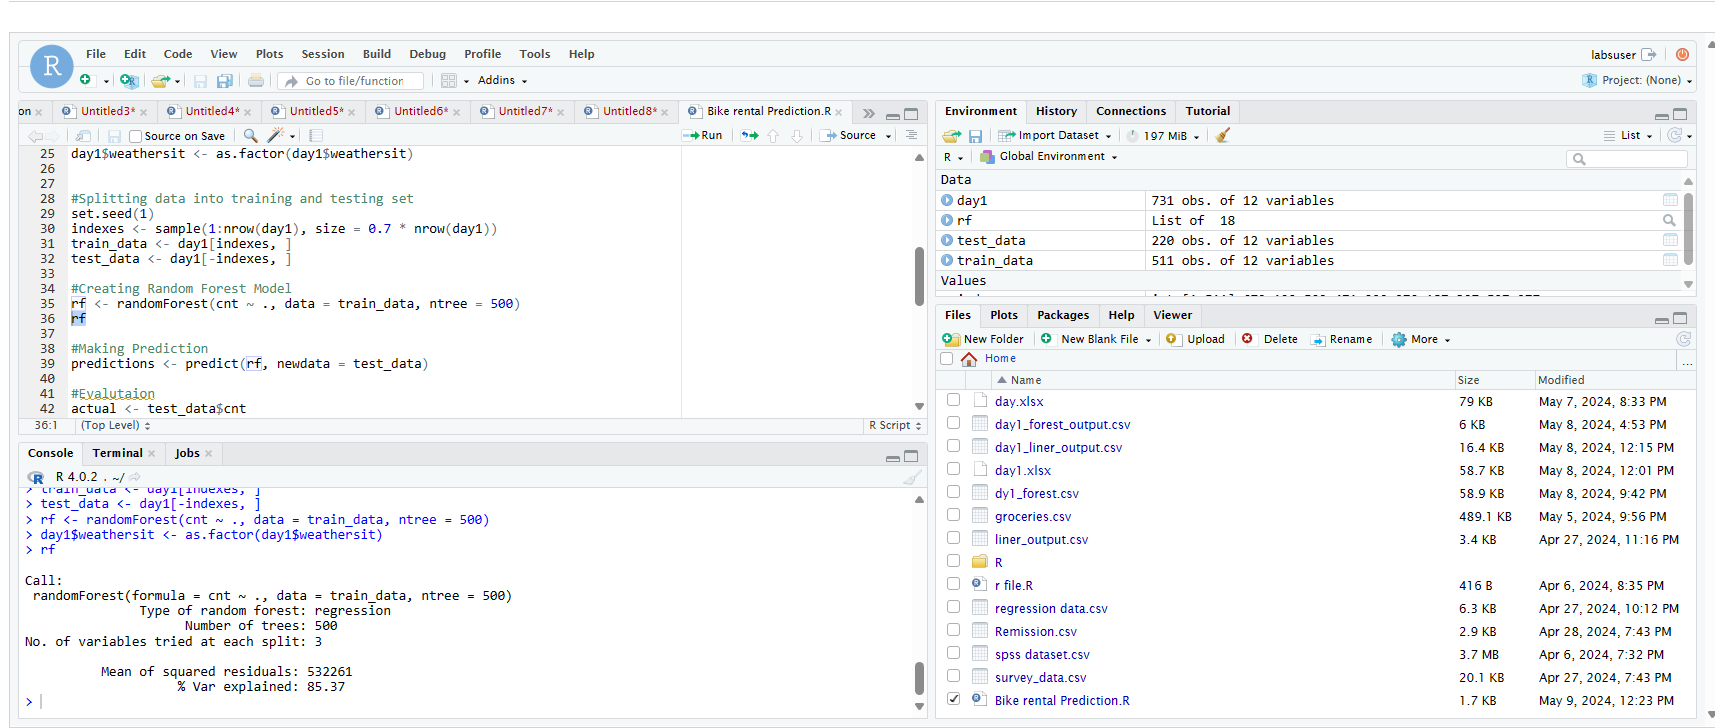 File Edit Code View Plots Session Build Debug Profile Tools Help
labsuser
Go to file/function
Addins
Project: (None)
on
Untitled3*
Untitled4*
Untitled5*
Untitled6*
Untitled7*
Untitled8*
Bike rental Prediction.R
Source on Save
Run
Source
25 day1$weathersit <- as.factor(day1$weathersit)
26
27
28 #Splitting data into training and testing set
29 set.seed(1)
30 indexes <- sample(1:nrow(day1), size = 0.7 * nrow(day1))
31 train_data <- day1[indexes, ]
32 test_data <- day1[-indexes, ]
33
34 #Creating Random Forest Model
35 rf <- randomForest(cnt ~ ., data = train_data, ntree = 500)
36 rf
37
38 #Making Prediction
39 predictions <- predict(rf, newdata = test_data)
40
41 #Evalutaion
42 actual <- test_data$cnt
36:1 (Top Level) R Script
Console Terminal Jobs
R 4.0.2 . ~/
> train_data <- day1[indexes, ]
> test_data <- day1[-indexes, ]
> rf <- randomForest(cnt ~ ., data = train_data, ntree = 500)
> day1$weathersit <- as.factor(day1$weathersit)
> rf
Call:
randomForest(formula = cnt ~ ., data = train_data, ntree = 500)
Type of random forest: regression
Number of trees: 500
No. of variables tried at each split: 3
Mean of squared residuals: 532261
% Var explained: 85.37
>
Environment History Connections Tutorial
Import Dataset 197 MiB List
R Global Environment
Data
day1 731 obs. of 12 variables
rf List of 18
test_data 220 obs. of 12 variables
train_data 511 obs. of 12 variables
Values
Files Plots Packages Help Viewer
New Folder New Blank File Upload Delete Rename More
Home ...
Name Size Modified
day.xlsx 79 KB May 7, 2024, 8:33 PM
day1_forest_output.csv 6 KB May 8, 2024, 4:53 PM
day1_liner_output.csv 16.4 KB May 8, 2024, 12:15 PM
day1.xlsx 58.7 KB May 8, 2024, 12:01 PM
dy1_forest.csv 58.9 KB May 8, 2024, 9:42 PM
groceries.csv 489.1 KB May 5, 2024, 9:56 PM
liner_output.csv 3.4 KB Apr 27, 2024, 11:16 PM
R
r file.R 416 B Apr 6, 2024, 8:35 PM
regression data.csv 6.3 KB Apr 27, 2024, 10:12 PM
Remission.csv 2.9 KB Apr 28, 2024, 7:43 PM
spss dataset.csv 3.7 MB Apr 6, 2024, 7:32 PM
survey_data.csv 20.1 KB Apr 27, 2024, 7:43 PM
Bike rental Prediction.R 1.7 KB May 9, 2024, 12:23 PM